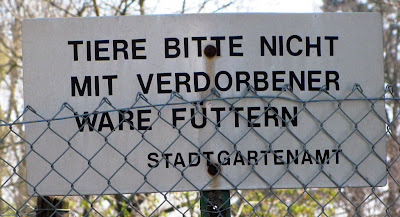 TIERE BITTE NICHT
MIT VERDORBENER
WARE FÜTTERN
STADTGARTENAMT